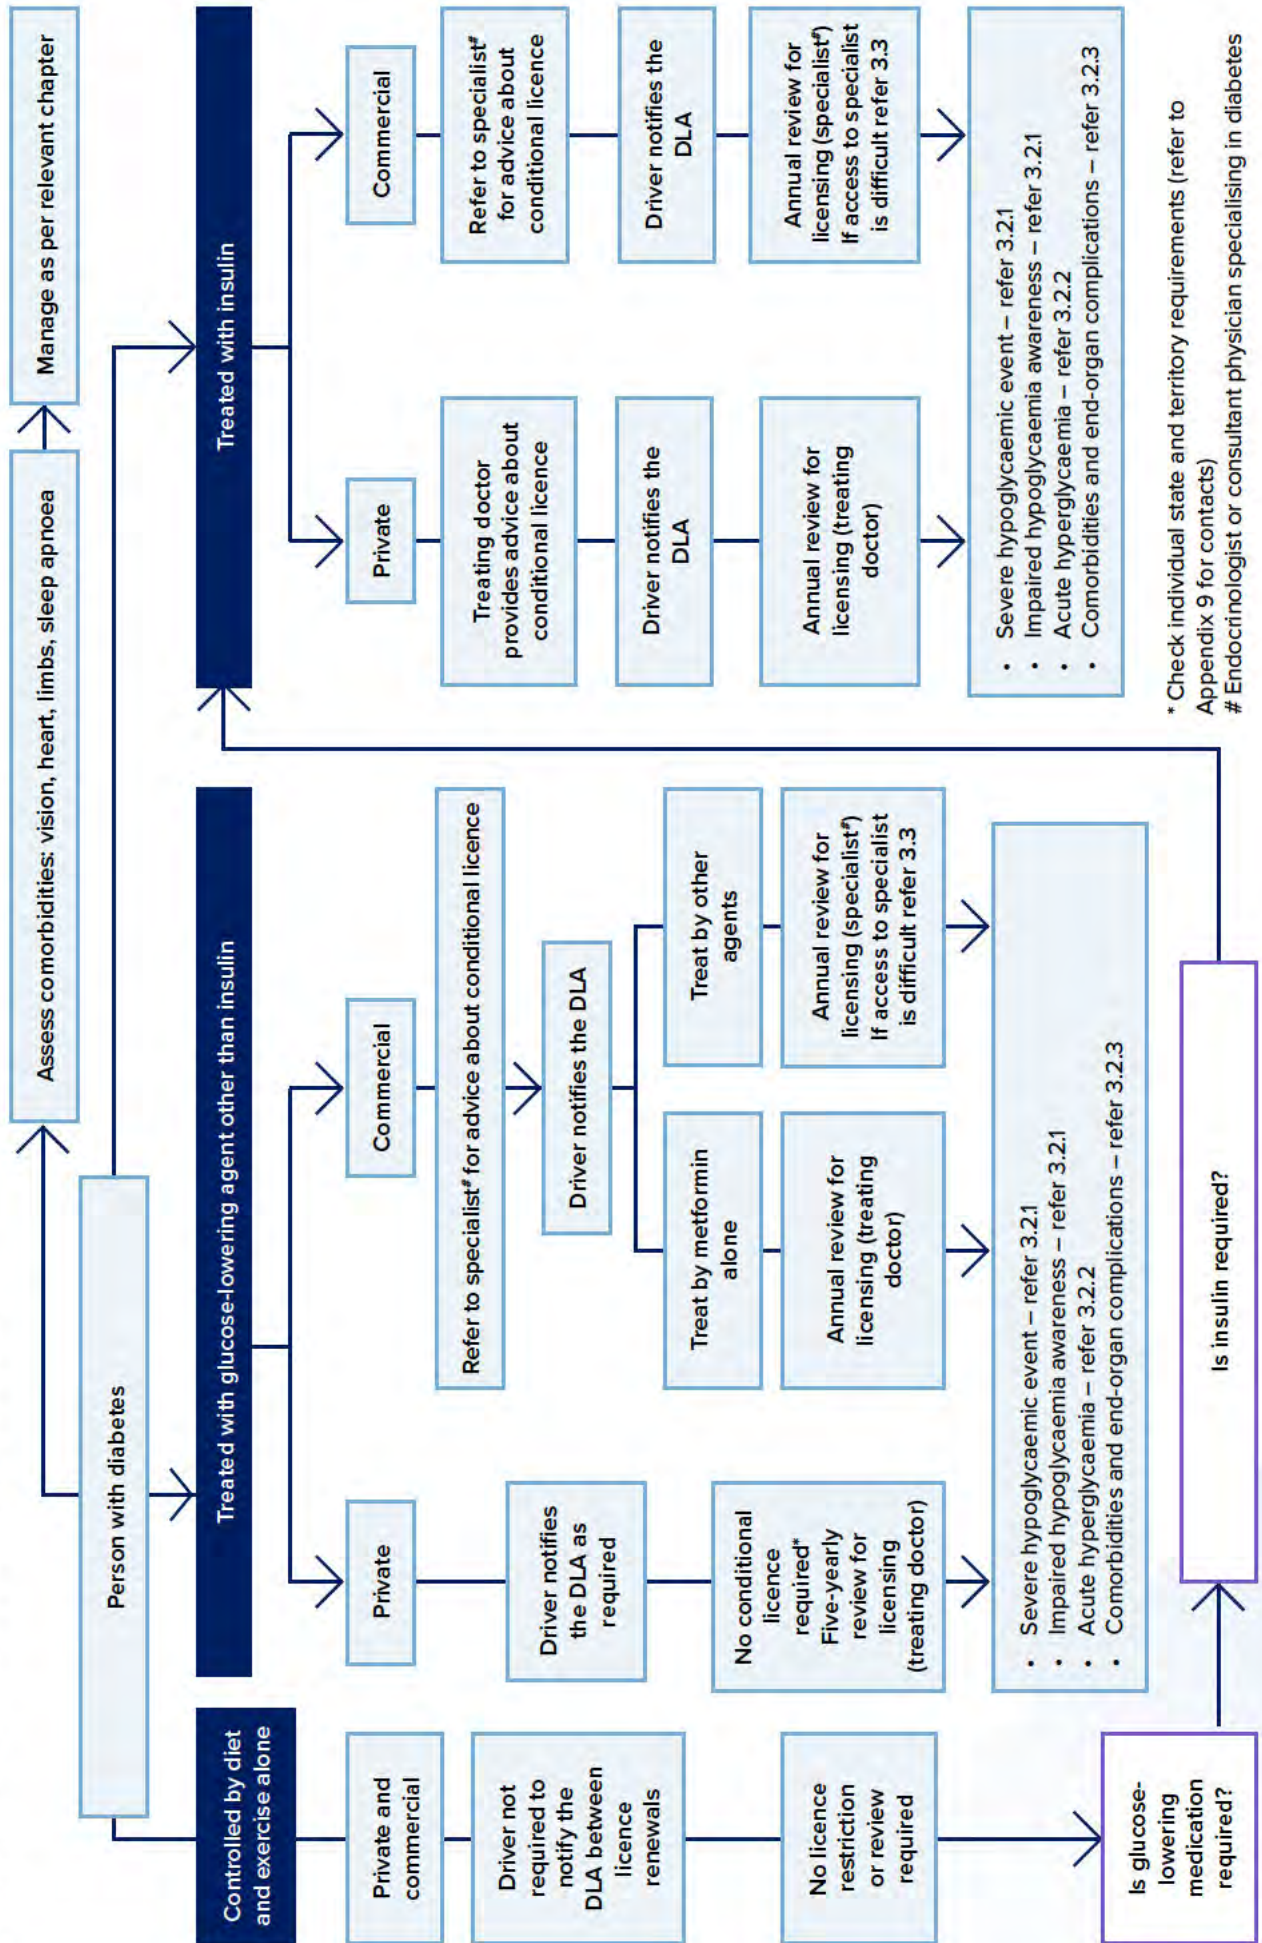 Assess comorbidities: vision, heart, limbs, sleep apnoea
Manage as per relevant chapter
Person with diabetes
Controlled by diet
and exercise alone
Private and
commercial
Driver not
required to
notify the
DLA between
licence
renewals
No licence
restriction
or review
required
Is glucose-
lowering
medication
required?
Treated with glucose-lowering agent other than insulin
Private
Driver notifies
the DLA as
required
No conditional
licence
required*
Five-yearly
review for
licensing
(treating doctor)
Commercial
Refer to specialist# for advice about conditional licence
Driver notifies the DLA
Treat by metformin
alone
Annual review for
licensing (treating
doctor)
Treat by other
agents
Annual review for
licensing (specialist#)
If access to specialist
is difficult refer 3.3
• Severe hypoglycaemic event – refer 3.2.1
• Impaired hypoglycaemia awareness – refer 3.2.1
• Acute hyperglycaemia – refer 3.2.2
• Comorbidities and end-organ complications – refer 3.2.3
Is insulin required?
Treated with insulin
Private
Treating doctor
provides advice about
conditional licence
Driver notifies the
DLA
Annual review for
licensing (treating
doctor)
Commercial
Refer to specialist#
for advice about
conditional licence
Driver notifies the
DLA
Annual review for
licensing (specialist#)
If access to specialist
is difficult refer 3.3
• Severe hypoglycaemic event – refer 3.2.1
• Impaired hypoglycaemia awareness – refer 3.2.1
• Acute hyperglycaemia – refer 3.2.2
• Comorbidities and end-organ complications – refer 3.2.3
* Check individual state and territory requirements (refer to
Appendix 9 for contacts)
# Endocrinologist or consultant physician specialising in diabetes